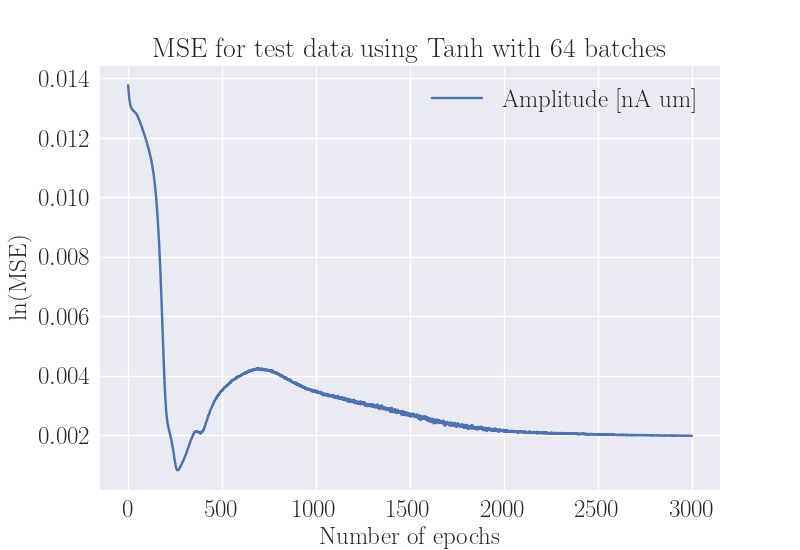 MSE for test data using Tanh with 64 batches
Amplitude [nA um]
0.014
0.012
0.010
0.008
0.006
0.004
0.002
ln(MSE)
0 500 1000 1500 2000 2500 3000
Number of epochs